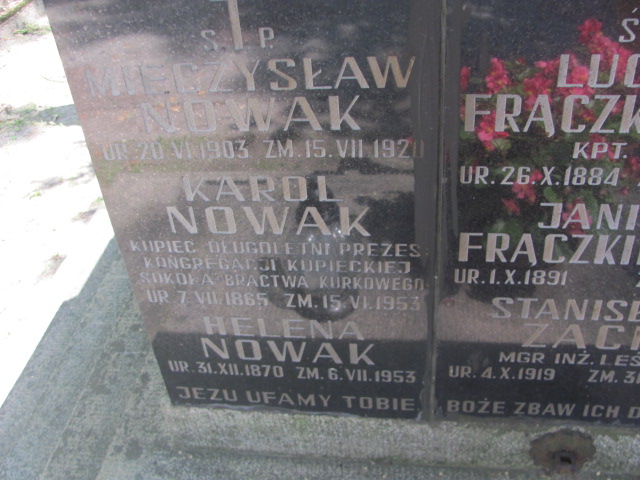 Ś. P.
MIECZYSŁAW
NOWAK
UR. 20 VI 1903 ZM. 15. VII 1920
KAROL
NOWAK
KUPIEC DŁUGOLETNI PREZES
KONGREGACJI KUPIECKIEJ
SOKOŁA BRACTWA KURKOWEGO
UR 7 VII 1865 ZM. 15. VI. 1953
HELENA
NOWAK
UR. 31. XII. 1870 ZM. 6. VII. 1953
JEZU UFAMY TOBIE
KPT.
UR. 26. X. 1884
UR. 1. X. 1891
MGR INŻ.
UR. 4. X. 1919 ZM.
BOŻE ZBAW ICH